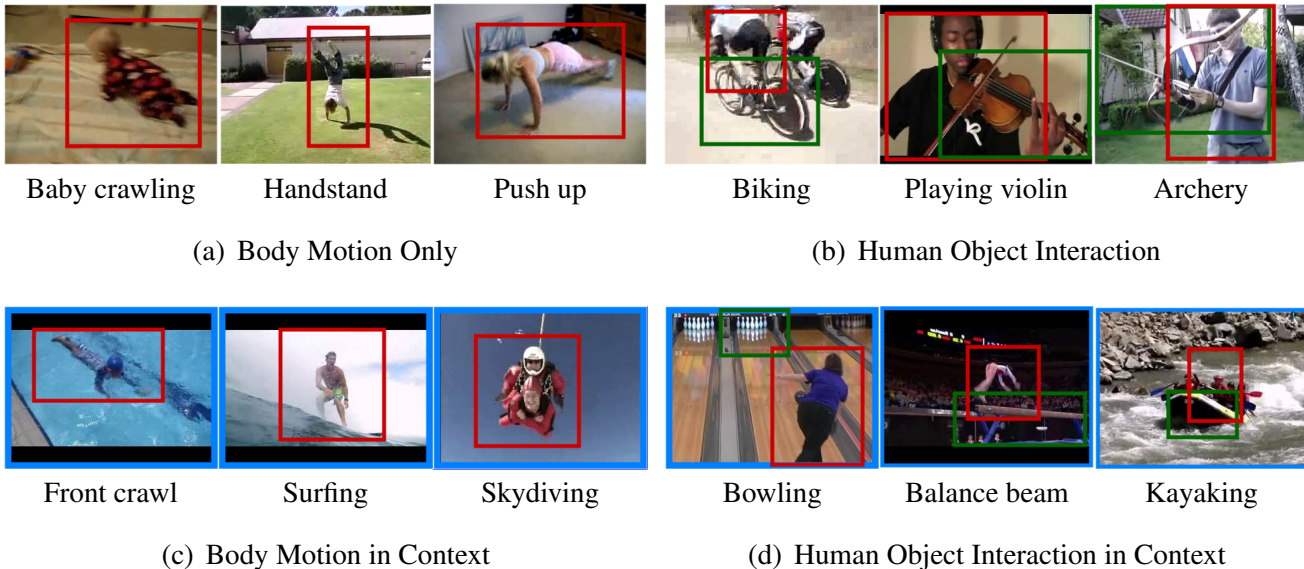 Baby crawling
Handstand
Push up
Biking
Playing violin
Archery
(a) Body Motion Only
(b) Human Object Interaction
Front crawl
Surfing
Skydiving
Bowling
Balance beam
Kayaking
(c) Body Motion in Context
(d) Human Object Interaction in Context